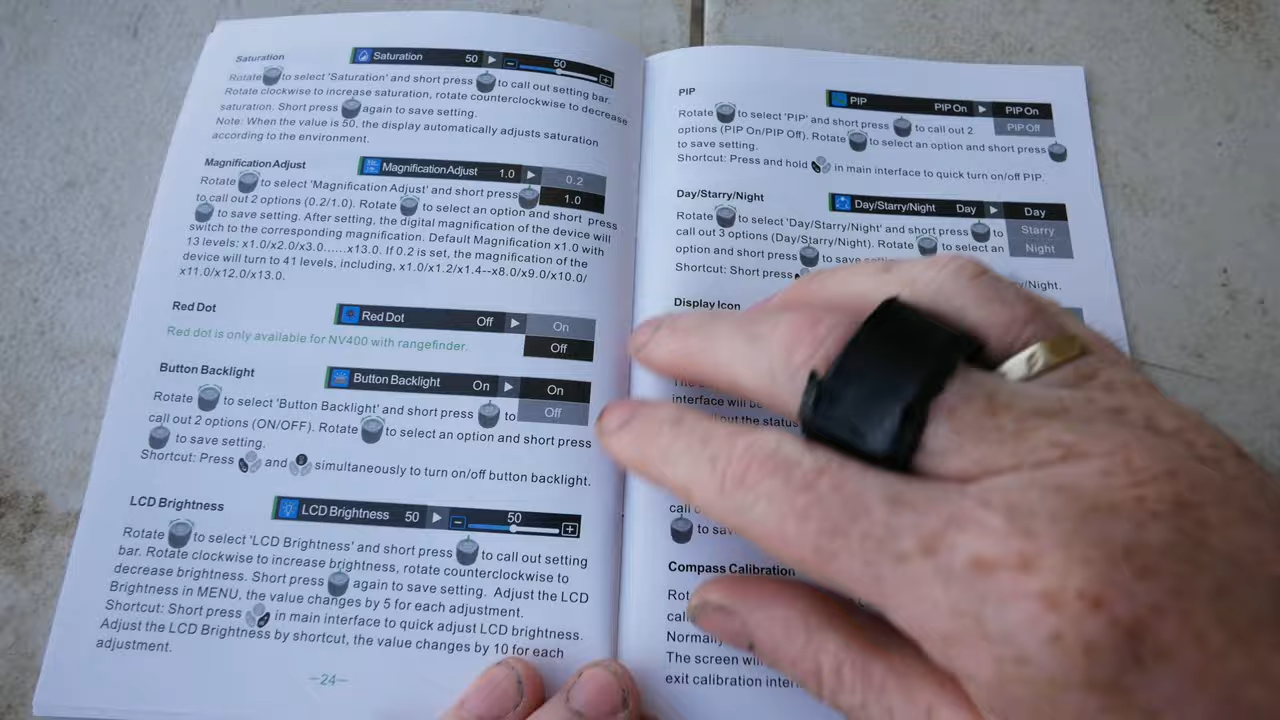 Saturation
Saturation 50 50
Rotate to select 'Saturation' and short press to call out setting bar.
Rotate clockwise to increase saturation, rotate counterclockwise to decrease
saturation. Short press again to save setting.
Note: When the value is 50, the display automatically adjusts saturation
according to the environment.
Magnification Adjust
Magnification Adjust 1.0 0.2
1.0
Rotate to select 'Magnification Adjust' and short press
to call out 2 options (0.2/1.0). Rotate to select an option and short press
to save setting. After setting, the digital magnification of the device will
switch to the corresponding magnification. Default Magnification x1.0 with
13 levels: x1.0/x2.0/x3.0......x13.0. If 0.2 is set, the magnification of the
device will turn to 41 levels, including, x1.0/x1.2/x1.4--x8.0/x9.0/x10.0/
x11.0/x12.0/x13.0.
Red Dot
Red Dot Off On
Off
Red dot is only available for NV400 with rangefinder.
Button Backlight
Button Backlight On On
Off
Rotate to select 'Button Backlight' and short press to
call out 2 options (ON/OFF). Rotate to select an option and short press
to save setting.
Shortcut: Press and simultaneously to turn on/off button backlight.
LCD Brightness
LCD Brightness 50 50
Rotate to select 'LCD Brightness' and short press to call out setting
bar. Rotate clockwise to increase brightness, rotate counterclockwise to
decrease brightness. Short press again to save setting. Adjust the LCD
Brightness in MENU, the value changes by 5 for each adjustment.
Shortcut: Short press in main interface to quick adjust LCD brightness.
Adjust the LCD Brightness by shortcut, the value changes by 10 for each
adjustment.
-24-
PIP
PIP PIP On PIP On
PIP Off
Rotate to select 'PIP' and short press to call out 2
options (PIP On/PIP Off). Rotate to select an option and short press
to save setting.
Shortcut: Press and hold in main interface to quick turn on/off PIP.
Day/Starry/Night
Day/Starry/Night Day Day
Starry
Night
Rotate to select 'Day/Starry/Night' and short press to
call out 3 options (Day/Starry/Night). Rotate to select an
option and short press to save
Shortcut: Short press /Night.
Display Icon
interface will be
out the status
call
to
Compass Calibration
Normally
The screen will
exit calibration